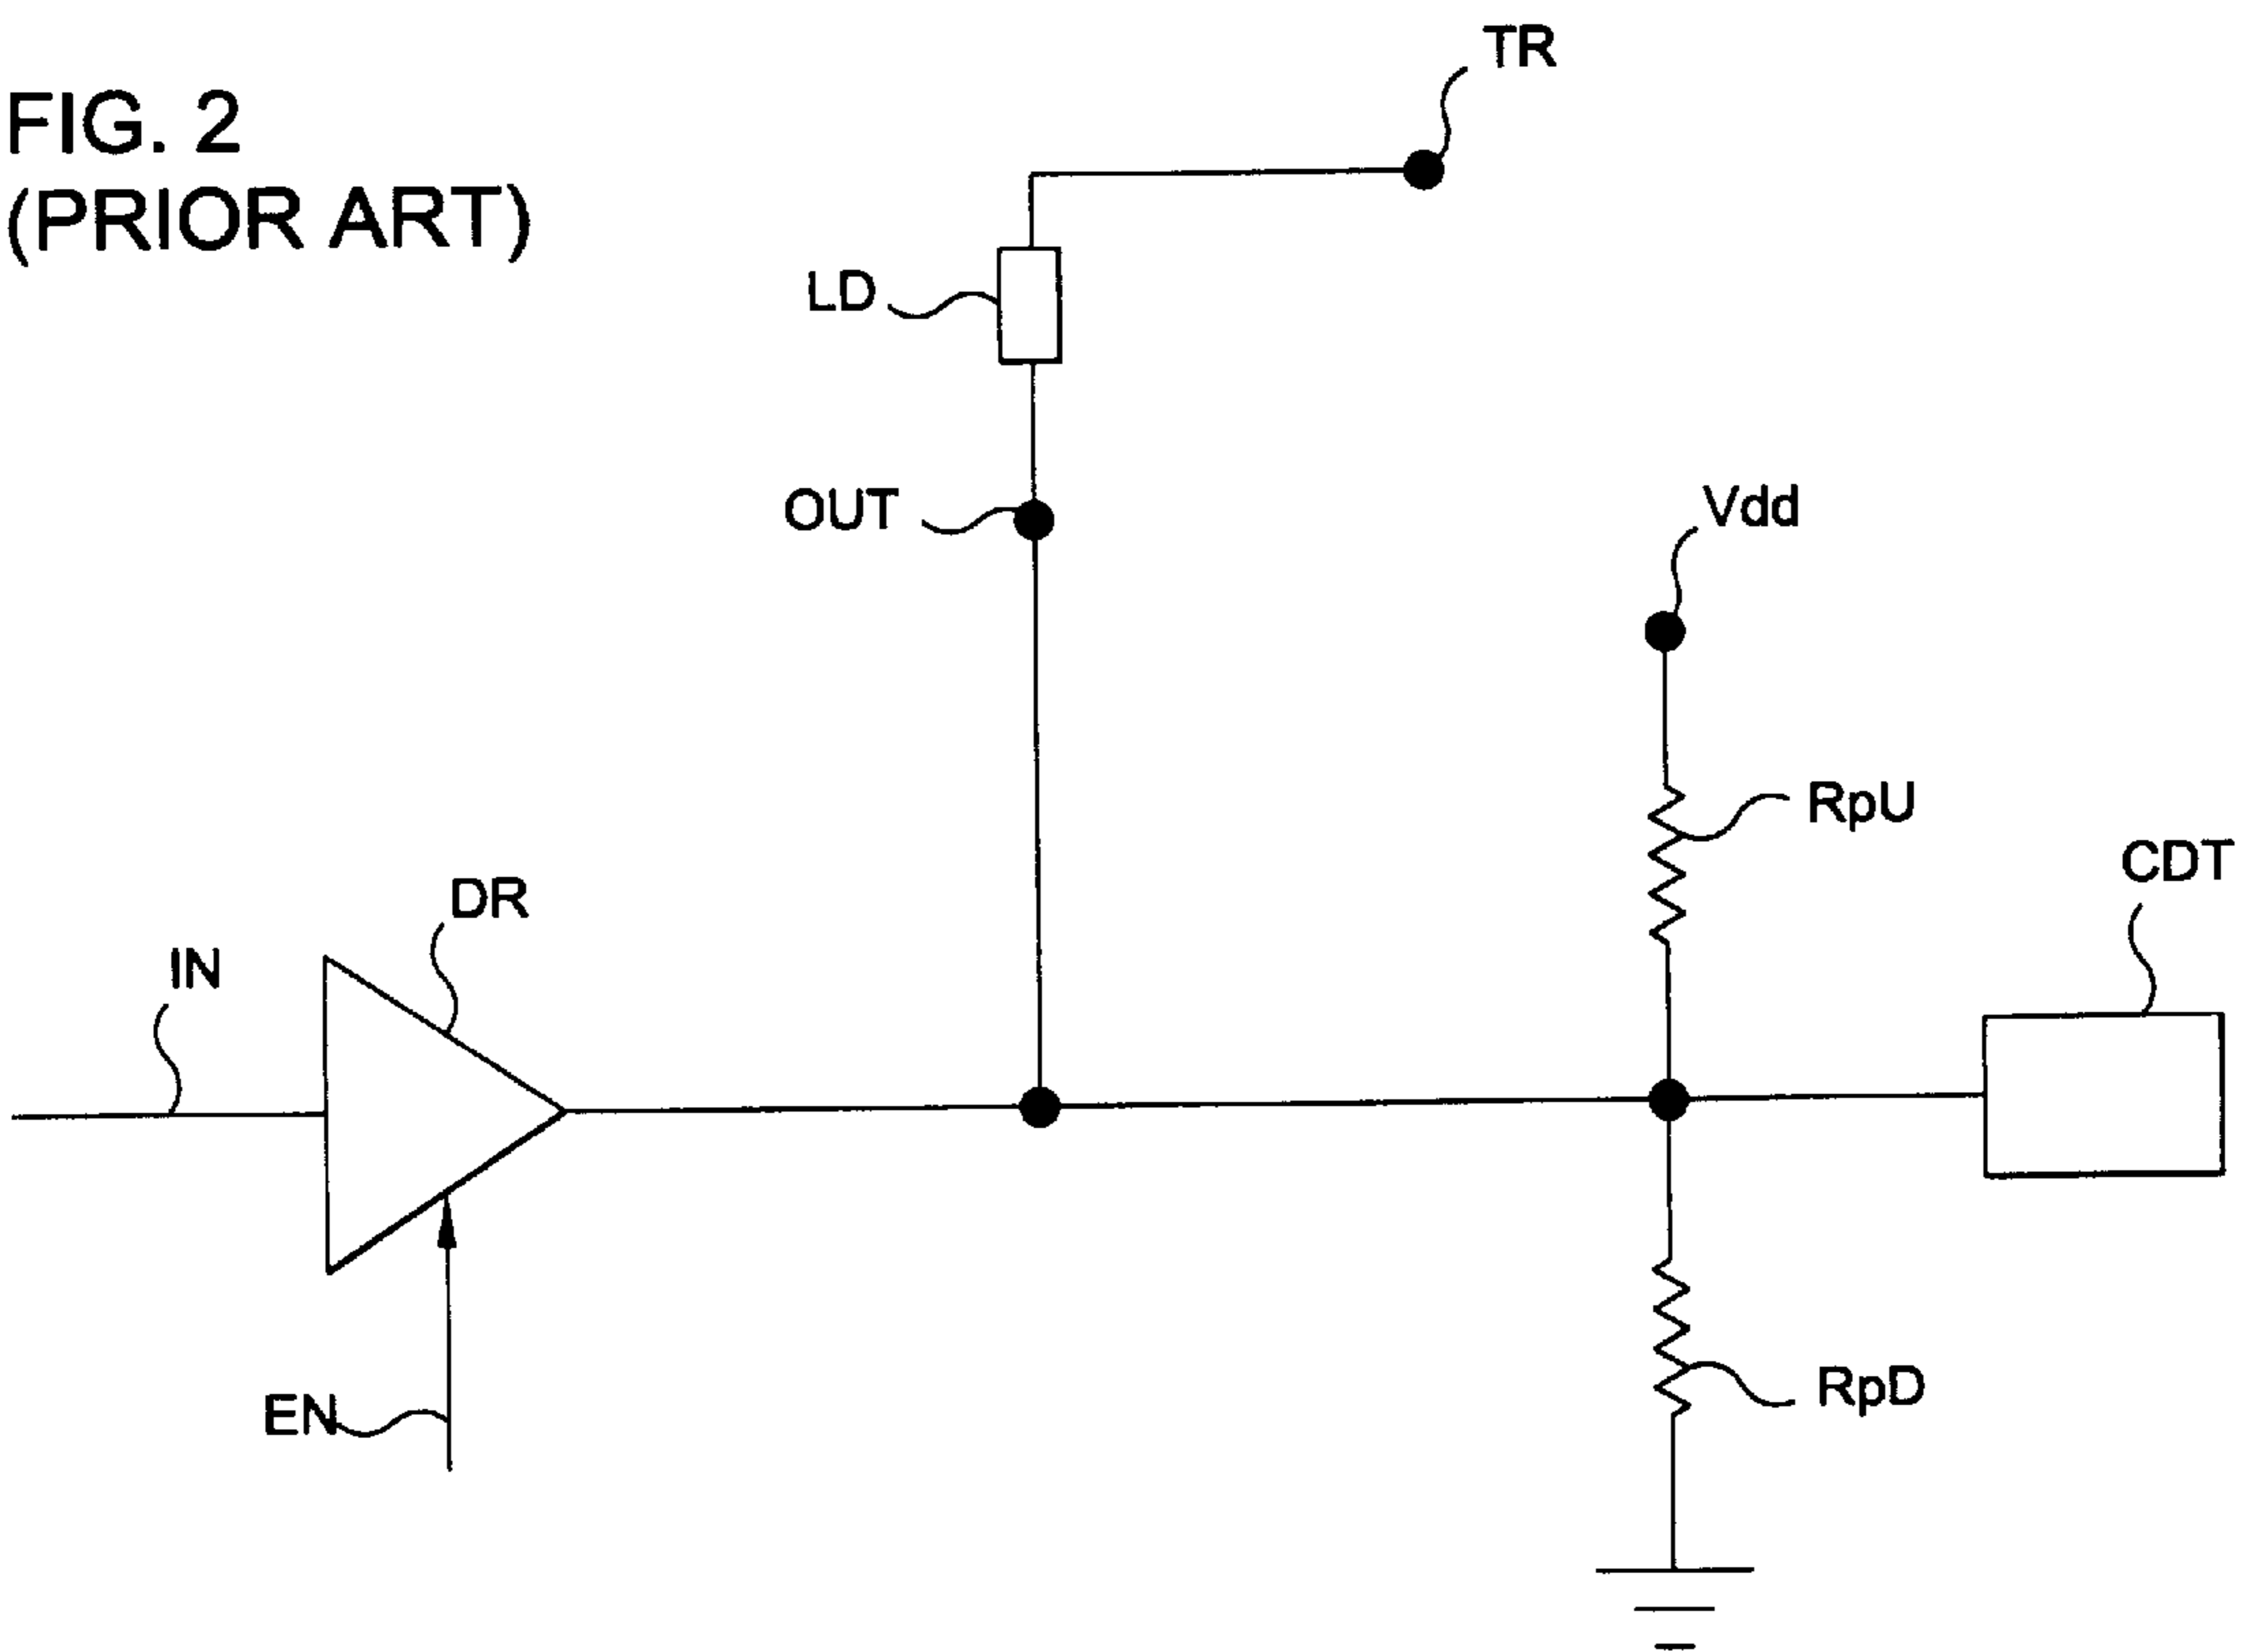 FIG. 2
(PRIOR ART)
TR
LD
OUT
Vdd
RpU
CDT
DR
IN
RpD
EN